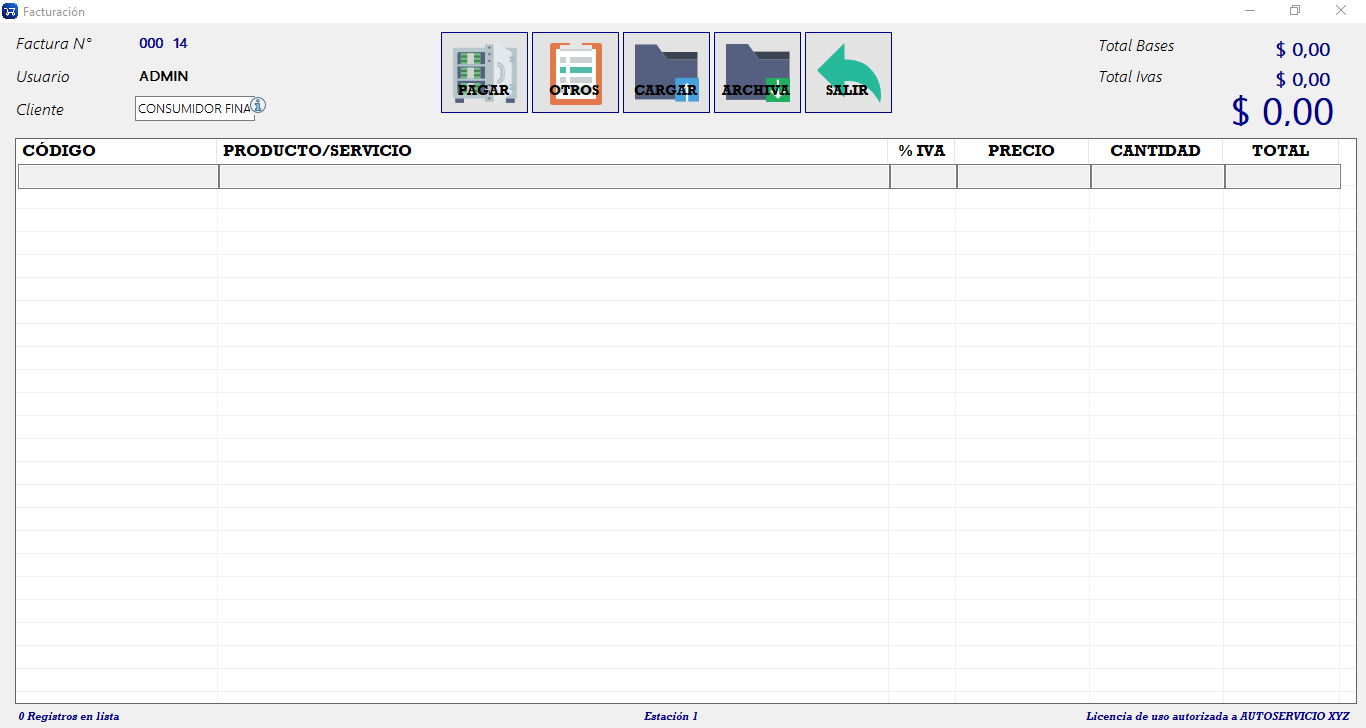 Facturación
Factura N° 000 14
Usuario ADMIN
Cliente CONSUMIDOR FINA
PAGAR OTROS CARGAR ARCHIVA SALIR
Total Bases $ 0,00
Total Ivas $ 0,00
$ 0,00
CÓDIGO PRODUCTO/SERVICIO % IVA PRECIO CANTIDAD TOTAL
0 Registros en lista Estación 1 Licencia de uso autorizada a AUTOSERVICIO XYZ